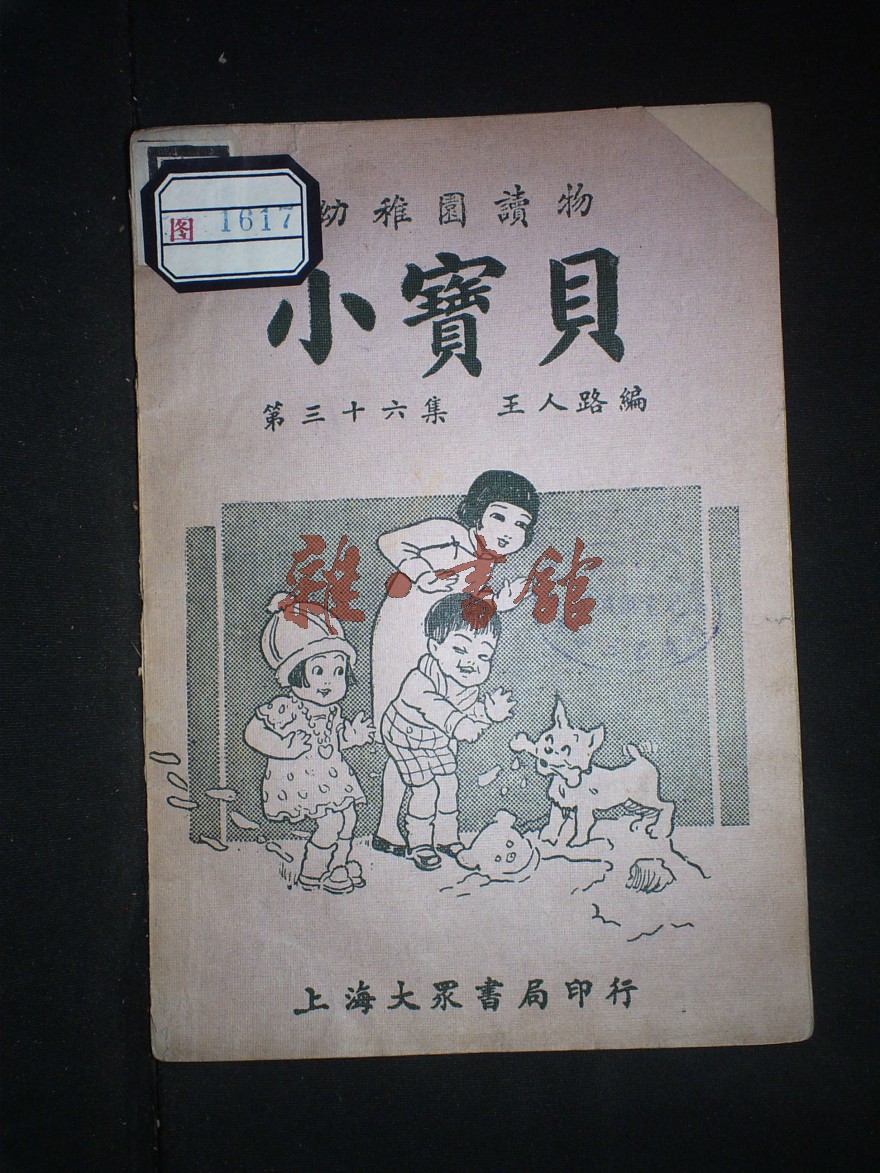 图 1617
幼稚園讀物
小寶貝
第三十六集 王人路編
雜·書館
上海大眾書局印行